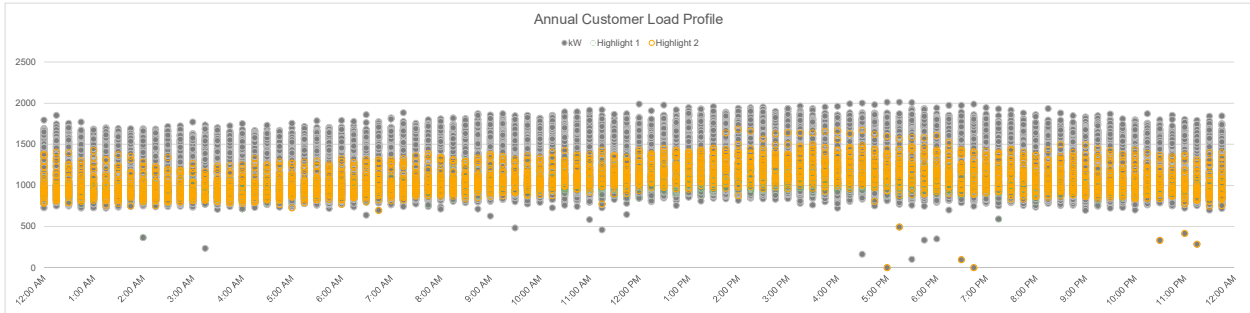 Annual Customer Load Profile
kW Highlight 1 Highlight 2
2500
2000
1500
1000
500
0
12:00 AM 1:00 AM 2:00 AM 3:00 AM 4:00 AM 5:00 AM 6:00 AM 7:00 AM 8:00 AM 9:00 AM 10:00 AM 11:00 AM 12:00 PM 1:00 PM 2:00 PM 3:00 PM 4:00 PM 5:00 PM 6:00 PM 7:00 PM 8:00 PM 9:00 PM 10:00 PM 11:00 PM 12:00 AM